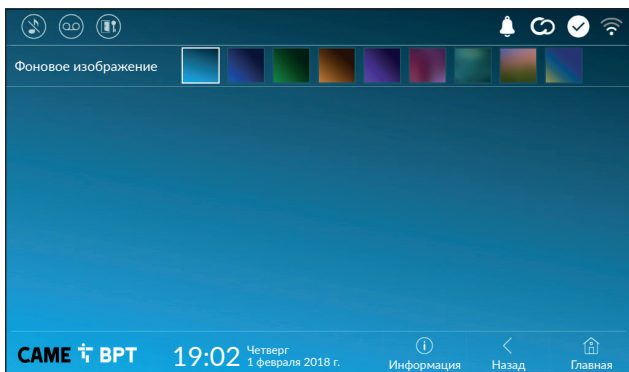 Фоновое изображение
CAME BPT
19:02
Четверг
1 февраля 2018 г.
Информация
Назад
Главная